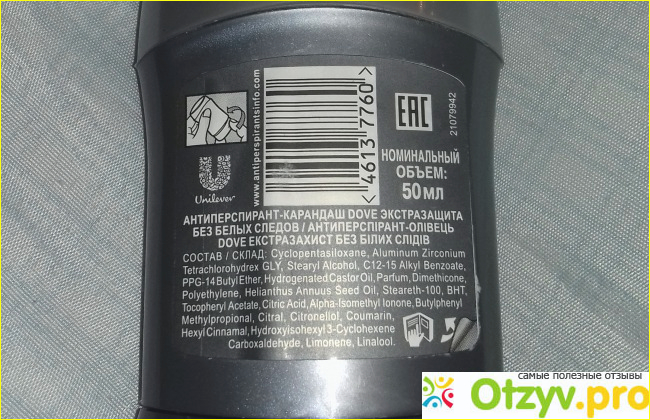 www.antiperspirantsinfo.com
4613 7760
EAC
21079942
Unilever
НОМИНАЛЬНЫЙ
ОБЪЕМ:
50МЛ
АНТИПЕРСПИРАНТ-КАРАНДАШ DOVE ЭКСТРАЗАЩИТА
БЕЗ БЕЛЫХ СЛЕДОВ / АНТИПЕРСПІРАНТ-ОЛІВЕЦЬ
DOVE ЕКСТРАЗАХИСТ БЕЗ БІЛИХ СЛІДІВ
СОСТАВ / СКЛАД: Cyclopentasiloxane, Aluminum Zirconium
Tetrachlorohydrex GLY, Stearyl Alcohol, C12-15 Alkyl Benzoate,
PPG-14 Butyl Ether, Hydrogenated Castor Oil, Parfum, Dimethicone,
Polyethylene, Helianthus Annuus Seed Oil, Steareth-100, BHT,
Tocopheryl Acetate, Citric Acid, Alpha-Isomethyl Ionone, Butylphenyl
Methylpropional, Citral, Citronellol, Coumarin,
Hexyl Cinnamal, Hydroxyisohexyl 3-Cyclohexene
Carboxaldehyde, Limonene, Linalool.
самые полезные отзывы
Otzyv.pro